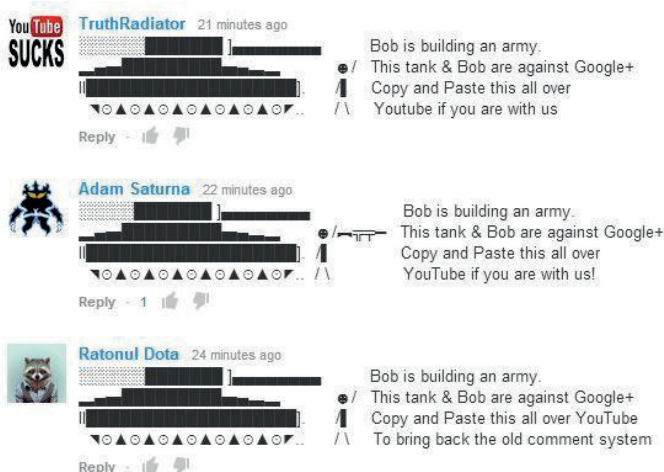 You Tube
SUCKS
TruthRadiator 21 minutes ago
░░░░░░███████ ]▄▄▄▄▄▄▄▄▄ Bob is building an army.
▂▄▅█████████▅▄▃▂ ☻/ This tank & Bob are against Google+
Il███████████████████]. /▌ Copy and Paste this all over
◥⊙▲⊙▲⊙▲⊙▲⊙▲⊙◤.. / \ Youtube if you are with us
Reply ·
Adam Saturna 22 minutes ago
░░░░░███████ ]▄▄▄▄▄▄▄▄ Bob is building an army.
▂▄▅█████████▅▄▃▂ ☻/︻╦╤─ This tank & Bob are against Google+
Il███████████████████]. /▌ Copy and Paste this all over
◥⊙▲⊙▲⊙▲⊙▲⊙▲⊙◤.. / \ YouTube if you are with us!
Reply · 1
Ratonul Dota 24 minutes ago
░░░░░░███████ ]▄▄▄▄▄▄▄▄▄ Bob is building an army.
▂▄▅█████████▅▄▃▂ ☻/ This tank & Bob are against Google+
Il███████████████████]. /▌ Copy and Paste this all over YouTube
◥⊙▲⊙▲⊙▲⊙▲⊙▲⊙◤.. / \ To bring back the old comment system
Reply ·